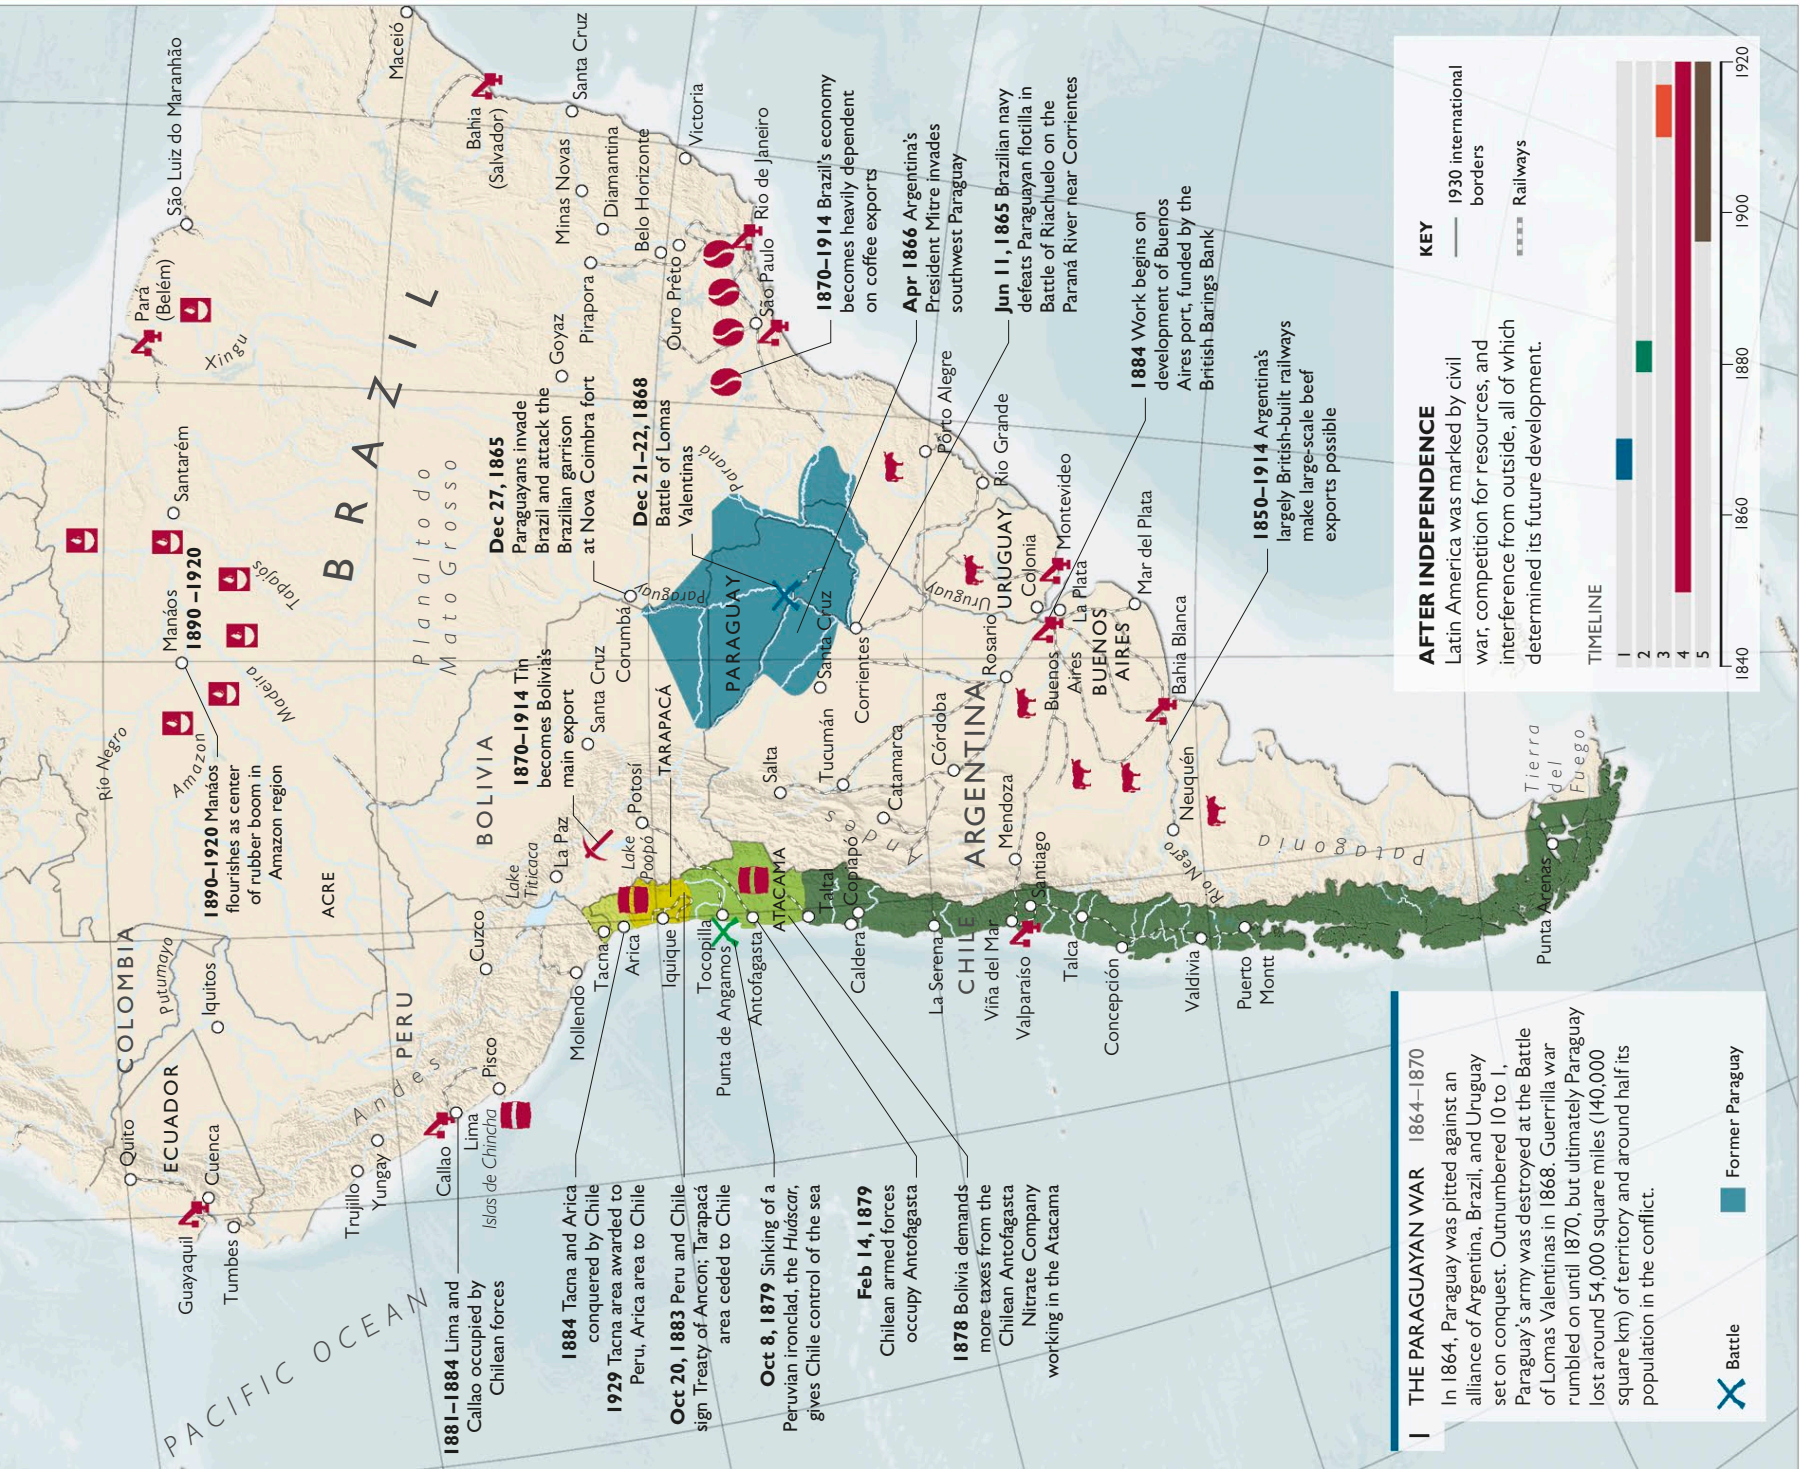 PACIFIC OCEAN
COLOMBIA
ECUADOR
PERU
BRAZIL
BOLIVIA
PARAGUAY
URUGUAY
ARGENTINA
CHILE
ACRE
TARAPACÁ
ATACAMA
BUENOS
AIRES
Quito
Guayaquil
Cuenca
Tumbes
Trujillo
Yungay
Callao
Lima
Islas de Chincha
Pisco
Andes
Putumayo
Iquitos
Cuzco
Mollendo
Lake
Titicaca
La Paz
Lake
Poopó
Potosí
Santa Cruz
Tacna
Arica
Iquique
Tocopilla
Punta de Angamos
Antofagasta
Taltal
Copiapó
Caldera
La Serena
Viña del Mar
Valparaíso
Santiago
Talca
Concepción
Valdivia
Puerto
Montt
Punta Arenas
Tierra
del
Fuego
Patagonia
Río Negro
Neuquén
Bahía Blanca
Mar del Plata
La Plata
Buenos
Aires
Colonia
Montevideo
Rosario
Mendoza
Córdoba
Catamarca
Tucumán
Salta
Andes
Santa Cruz
Corrientes
Uruguay
Rio Grande
Pôrto Alegre
Paraná
Paraguay
Corumbá
Planaltodo
Mato Grosso
Río Negro
Amazon
Madeira
Tapajós
Xingu
Manáos
1890 –1920
Santarém
Pará
(Belém)
São Luiz do Maranhão
Maceió
Bahia
(Salvador)
Santa Cruz
Minas Novas
Diamantina
Belo Horizonte
Victoria
Pirapora
Goyaz
Ouro Prêto
Rio de Janeiro
São Paulo
1890–1920 Manáos
flourishes as center
of rubber boom in
Amazon region
1870–1914 Tin
becomes Bolivia's
main export
Dec 27, 1865
Paraguayans invade
Brazil and attack the
Brazilian garrison
at Nova Coimbra fort
Dec 21–22, 1868
Battle of Lomas
Valentinas
1870–1914 Brazil's economy
becomes heavily dependent
on coffee exports
Apr 1866 Argentina's
President Mitre invades
southwest Paraguay
Jun 11, 1865 Brazilian navy
defeats Paraguayan flotilla in
Battle of Riachuelo on the
Paraná River near Corrientes
1884 Work begins on
development of Buenos
Aires port, funded by the
British Barings Bank
1850–1914 Argentina's
largely British-built railways
make large-scale beef
exports possible
1881–1884 Lima and
Callao occupied by
Chilean forces
1884 Tacna and Arica
conquered by Chile
1929 Tacna area awarded to
Peru, Arica area to Chile
Oct 20, 1883 Peru and Chile
sign Treaty of Ancon; Tarapacá
area ceded to Chile
Oct 8, 1879 Sinking of a
Peruvian ironclad, the Huáscar,
gives Chile control of the sea
Feb 14, 1879
Chilean armed forces
occupy Antofagasta
1878 Bolivia demands
more taxes from the
Chilean Antofagasta
Nitrate Company
working in the Atacama
1 THE PARAGUAYAN WAR 1864–1870
In 1864, Paraguay was pitted against an
alliance of Argentina, Brazil, and Uruguay
set on conquest. Outnumbered 10 to 1,
Paraguay's army was destroyed at the Battle
of Lomas Valentinas in 1868. Guerrilla war
rumbled on until 1870, but ultimately Paraguay
lost around 54,000 square miles (140,000
square km) of territory and around half its
population in the conflict.
Battle
Former Paraguay
AFTER INDEPENDENCE
Latin America was marked by civil
war, competition for resources, and
interference from outside, all of which
determined its future development.
KEY
1930 international
borders
Railways
TIMELINE
1
2
3
4
5
1840
1860
1880
1900
1920